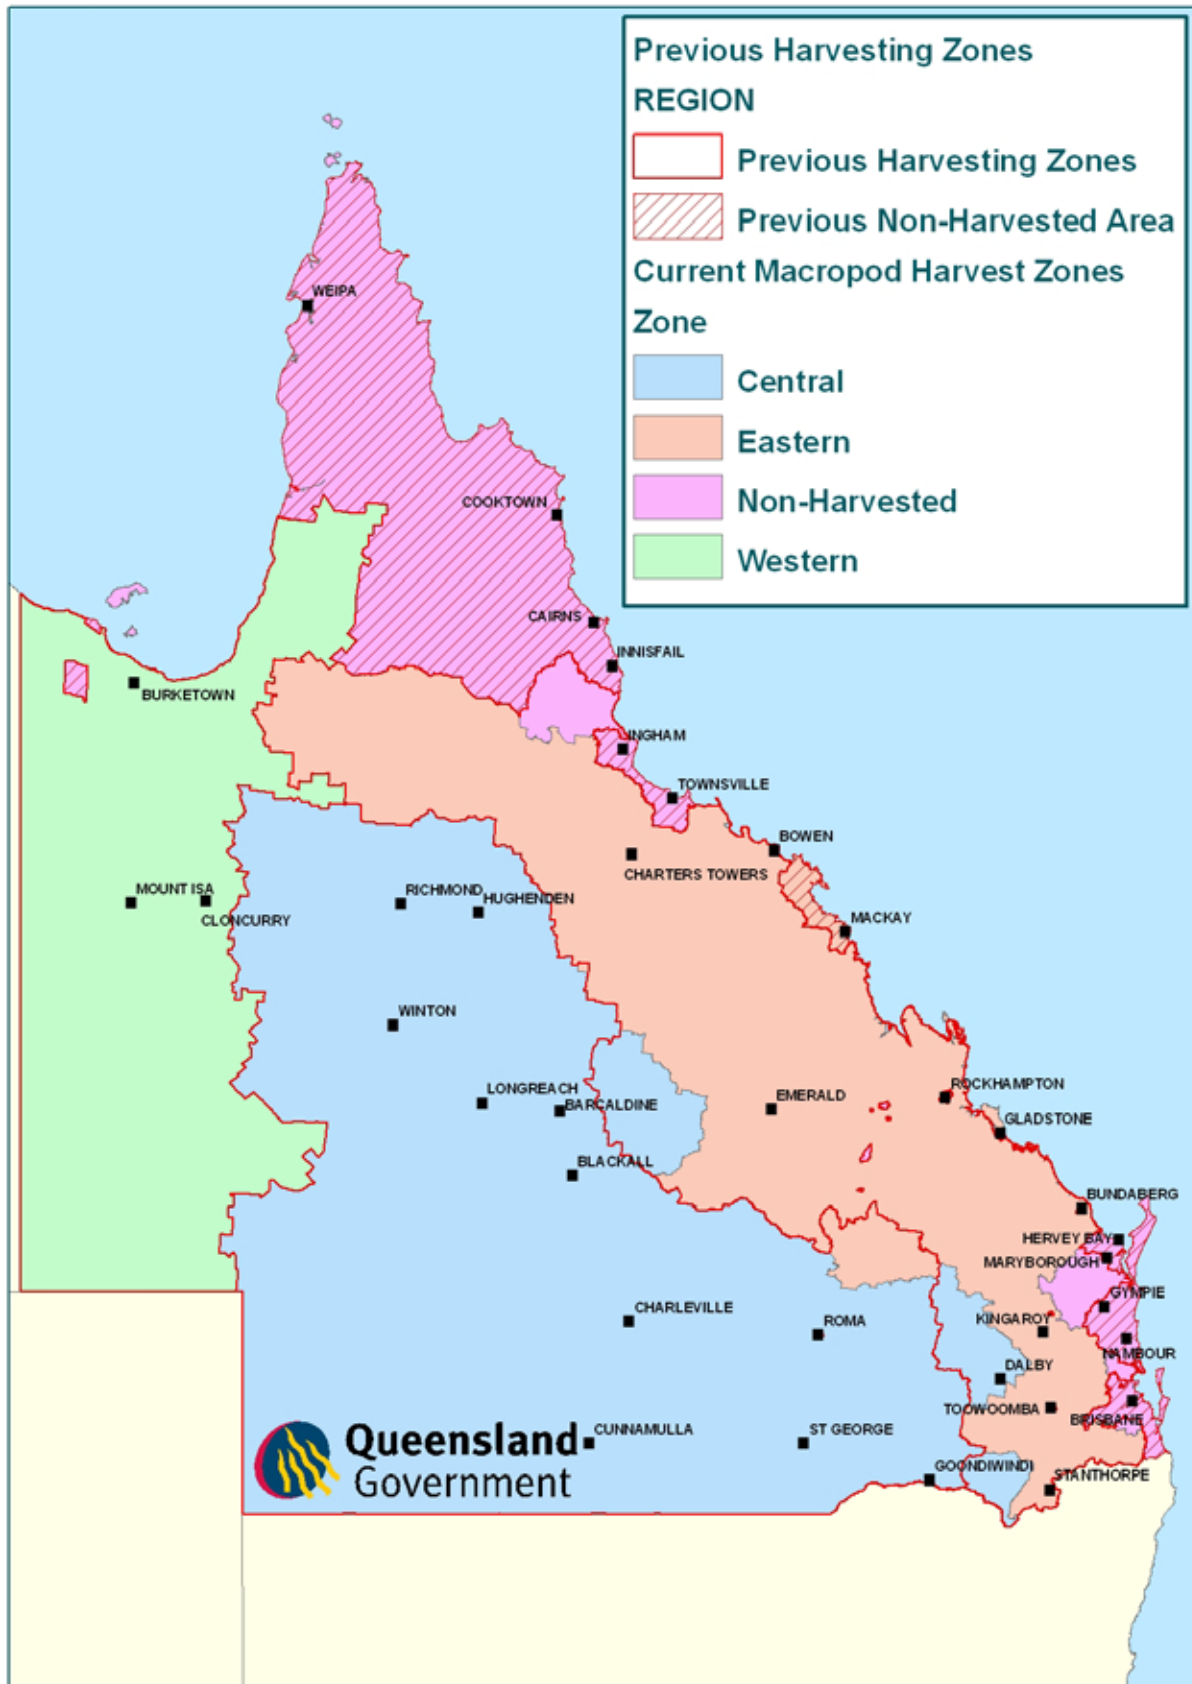 Previous Harvesting Zones
REGION
Previous Harvesting Zones
Previous Non-Harvested Area
Current Macropod Harvest Zones
Zone
Central
Eastern
Non-Harvested
Western
WEIPA
COOKTOWN
CAIRNS
INNISFAIL
BURKETOWN
INGHAM
TOWNSVILLE
BOWEN
CHARTERS TOWERS
MOUNT ISA
RICHMOND
HUGHENDEN
CLONCURRY
MACKAY
WINTON
LONGREACH
BARCALDINE
EMERALD
ROCKHAMPTON
GLADSTONE
BLACKALL
BUNDABERG
HERVEY BAY
MARYBOROUGH
GYMPIE
CHARLEVILLE
ROMA
KINGAROY
NAMBOUR
DALBY
TOOWOOMBA
BRISBANE
Queensland
Government
CUNNAMULLA
ST GEORGE
GOONDIWINDI
STANTHORPE